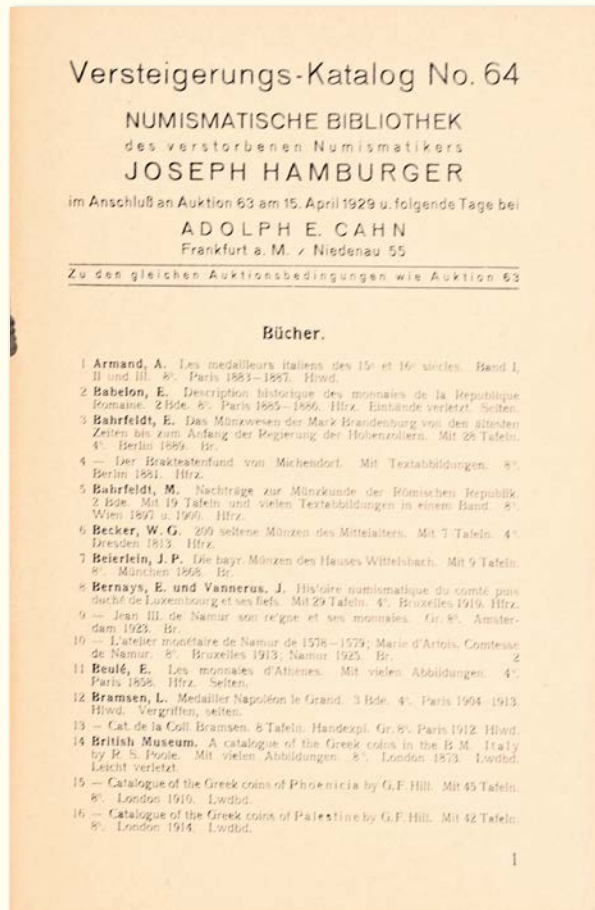 Versteigerungs-Katalog No. 64
NUMISMATISCHE BIBLIOTHEK
des verstorbenen Numismatikers
JOSEPH HAMBURGER
im Anschluß an Auktion 63 am 15. April 1929 u. folgende Tage bei
ADOLPH E. CAHN
Frankfurt a. M. / Niedenau 55
Zu den gleichen Auktionsbedingungen wie Auktion 63
Bücher.
1 Armand, A. Les medailleurs italiens des 15e et 16e siècles. Band I,
II und III. 8°. Paris 1883—1887. Hlwd.
2 Babelon, E. Description historique des monnaies de la Republique
Romaine. 2 Bde. 8°. Paris 1885—1886. Hfrz. Einbände verletzt. Selten.
3 Bahrfeldt, E. Das Münzwesen der Mark Brandenburg von den ältesten
Zeiten bis zum Anfang der Regierung der Hohenzollern. Mit 28 Tafeln.
4°. Berlin 1889. Br.
4 — Der Brakteatenfund von Michendorf. Mit Textabbildungen. 8°.
Berlin 1881. Hfrz.
5 Bahrfeldt, M. Nachträge zur Münzkunde der Römischen Republik.
2 Bde. Mit 19 Tafeln und vielen Textabbildungen in einem Band. 8°.
Wien 1897 u. 1900. Hfrz.
6 Becker, W. G. 200 seltene Münzen des Mittelalters. Mit 7 Tafeln. 4°.
Dresden 1813. Hfrz.
7 Beierlein, J. P. Die bayr. Münzen des Hauses Wittelsbach. Mit 9 Tafeln.
8°. München 1868. Br.
8 Bernays, E. und Vannerus, J. Histoire numismatique du comté puis
duché de Luxembourg et ses fiefs. Mit 29 Tafeln. 4°. Bruxelles 1910. Hfrz.
9 — Jean III. de Namur son règne et ses monnaies. Gr. 8°. Amster-
dam 1923. Br.
10 — L'atelier monétaire de Namur de 1578—1579; Marie d'Artois, Comtesse
de Namur. 8°. Bruxelles 1913; Namur 1925. Br. 2
11 Beulé, E. Les monnaies d'Athènes. Mit vielen Abbildungen. 4°.
Paris 1858. Hfrz. Selten.
12 Bramsen, L. Medailler Napoléon le Grand. 3 Bde. 4°. Paris 1904–1913.
Hlwd. Vergriffen, selten.
13 — Cat. de la Coll. Bramsen. 8 Tafeln. Handexpl. Gr. 8°. Paris 1912. Hlwd.
14 British Museum. A catalogue of the Greek coins in the B M. Italy
by R. S. Poole. Mit vielen Abbildungen. 8°. London 1873. Lwdbd.
Leicht verletzt.
15 — Catalogue of the Greek coins of Phoenicia by G. F. Hill. Mit 45 Tafeln.
8°. London 1910. Lwdbd.
16 — Catalogue of the Greek coins of Palestine by G. F. Hill. Mit 42 Tafeln.
8°. London 1914. Lwdbd.
1